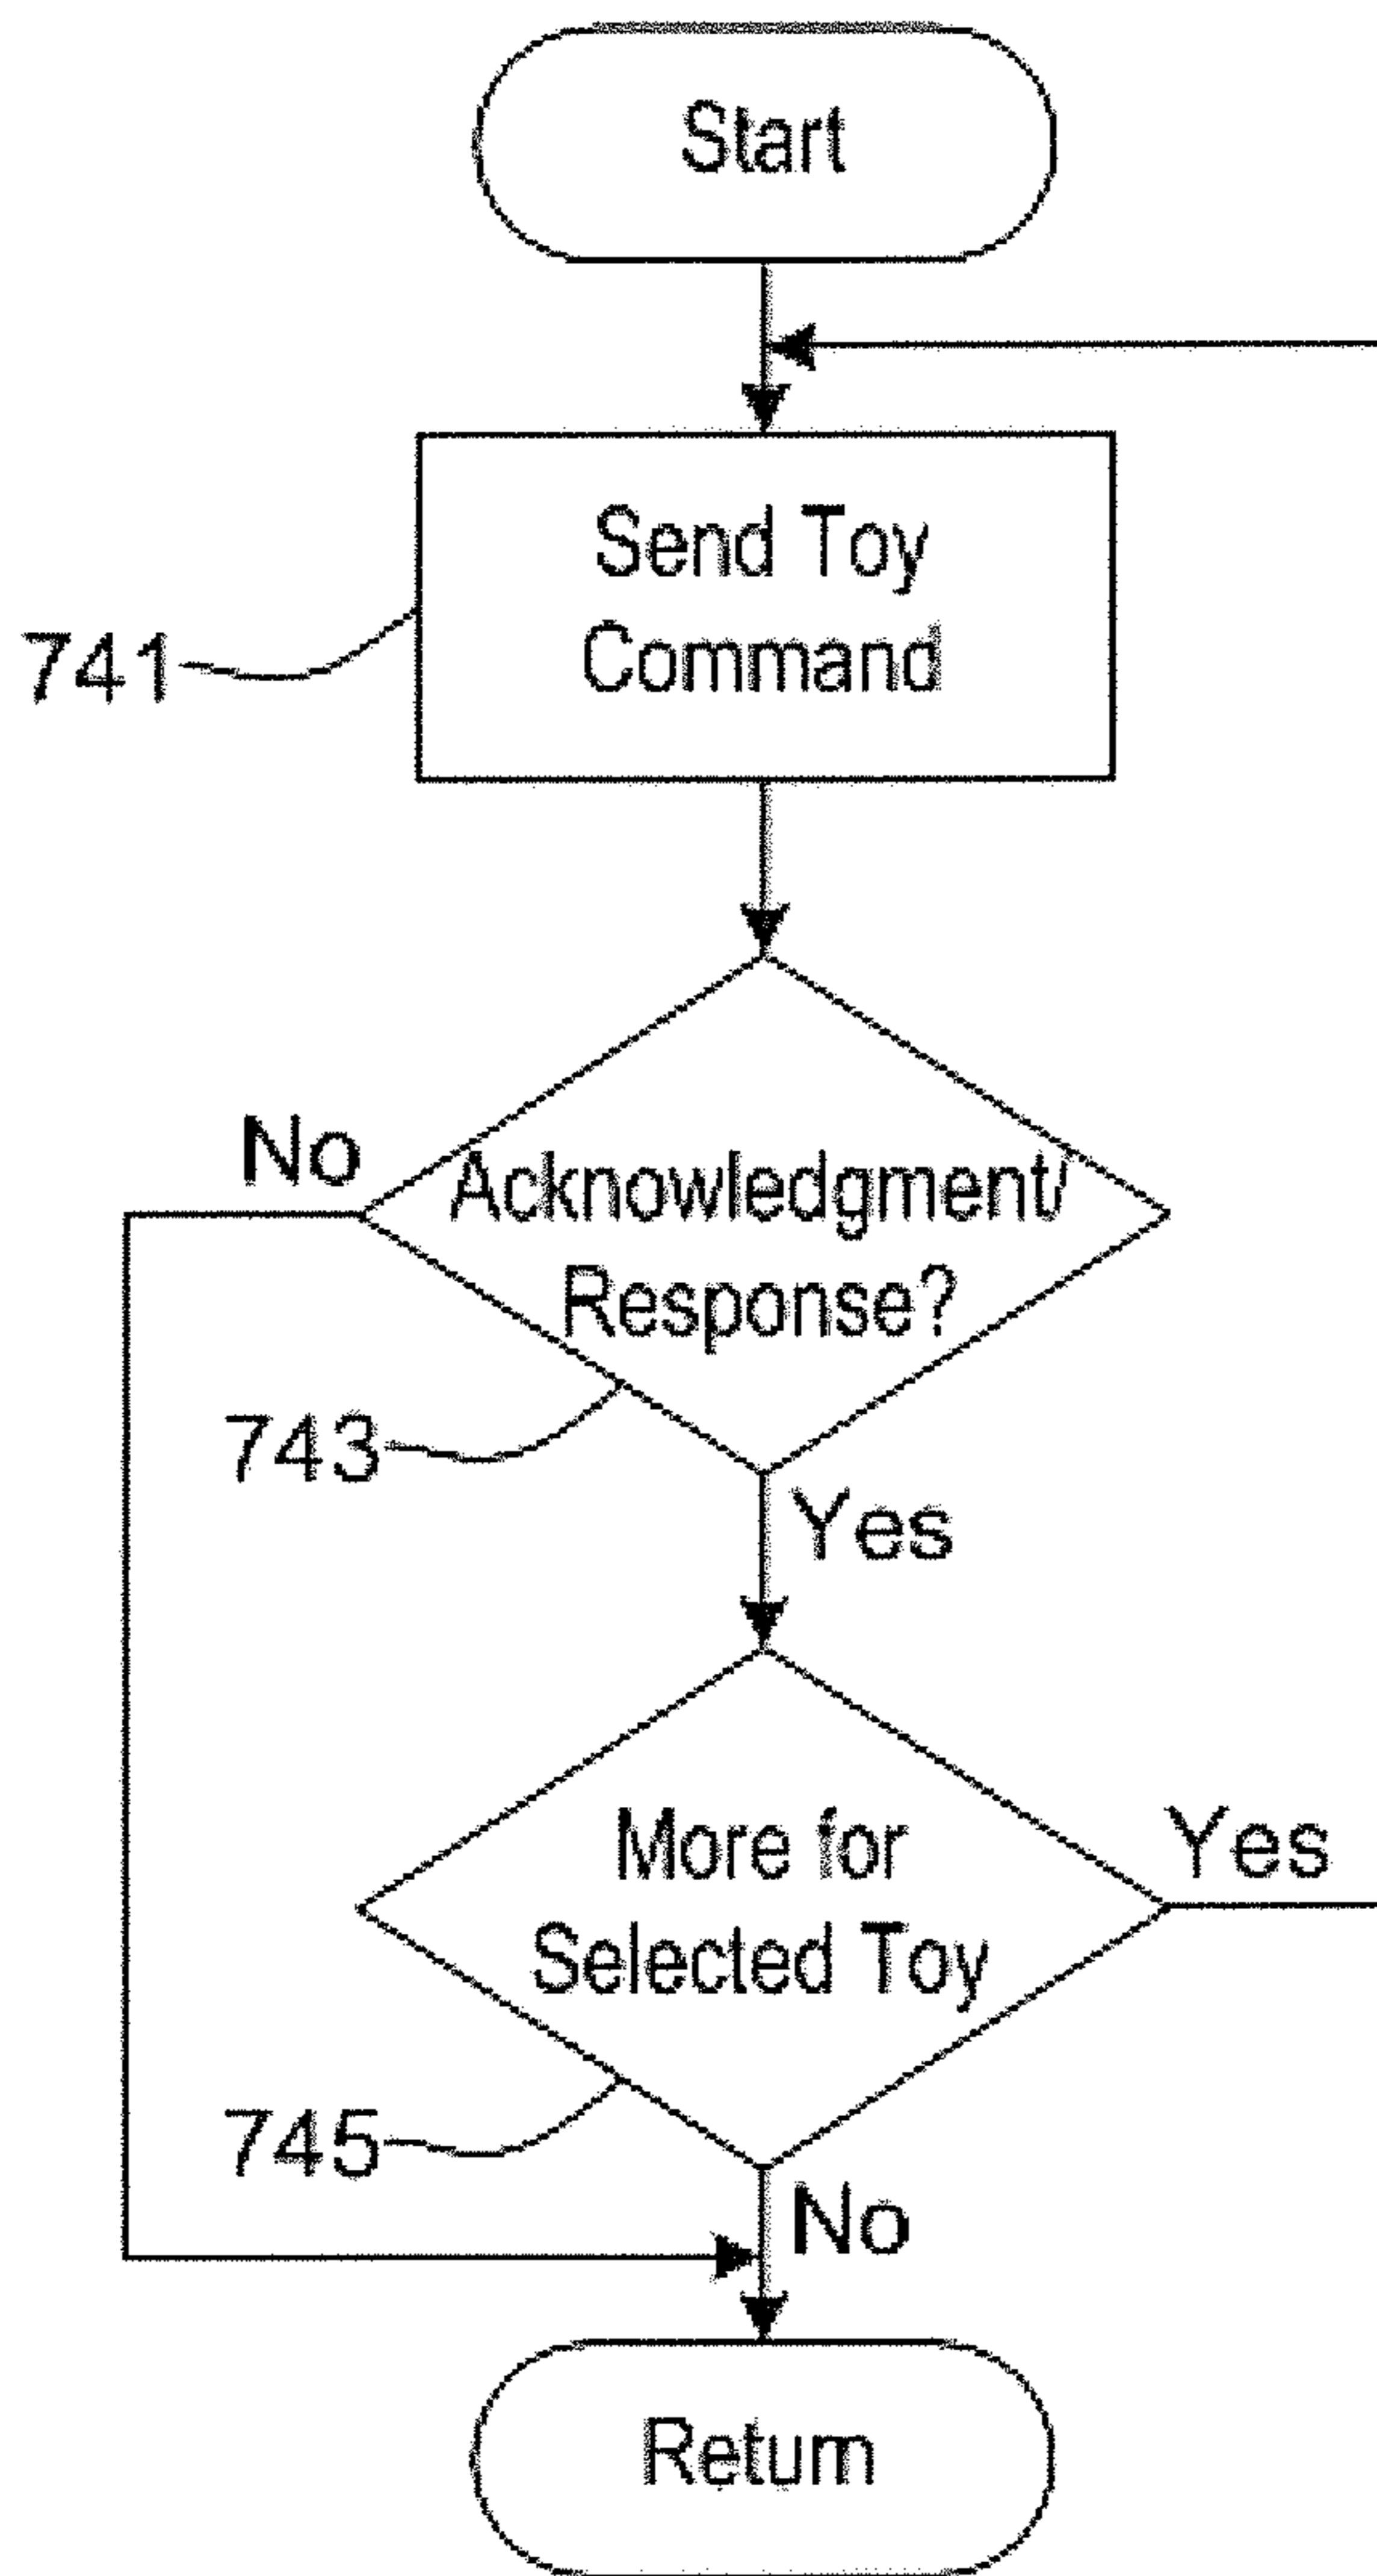 Start
Send Toy
Command
741
No
Acknowledgment/
Response?
743
Yes
More for
Selected Toy
Yes
745
No
Return